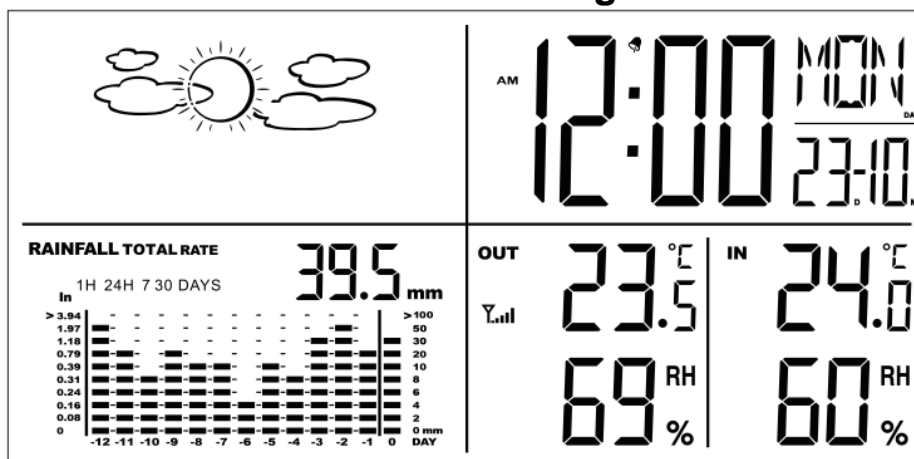 g
AM 12:00 MON
DA
23-10
D
RAINFALL TOTAL RATE 39.5 mm
1H 24H 7 30 DAYS
In
> 3.94 >100
1.97 50
1.18 30
0.79 20
0.39 10
0.31 8
0.24 6
0.16 4
0.08 2
0 0 mm
-12 -11 -10 -9 -8 -7 -6 -5 -4 -3 -2 -1 0 DAY
OUT 23.5 °C
69 RH %
IN 24.0 °C
60 RH %